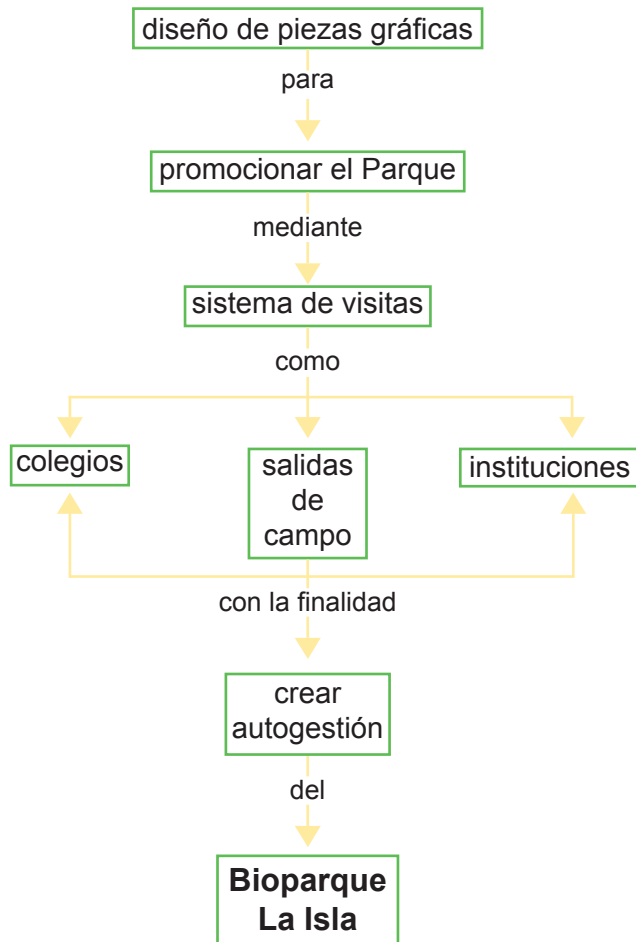 diseño de piezas gráficas
para
promocionar el Parque
mediante
sistema de visitas
como
colegios
salidas
de
campo
instituciones
con la finalidad
crear
autogestión
del
Bioparque
La Isla